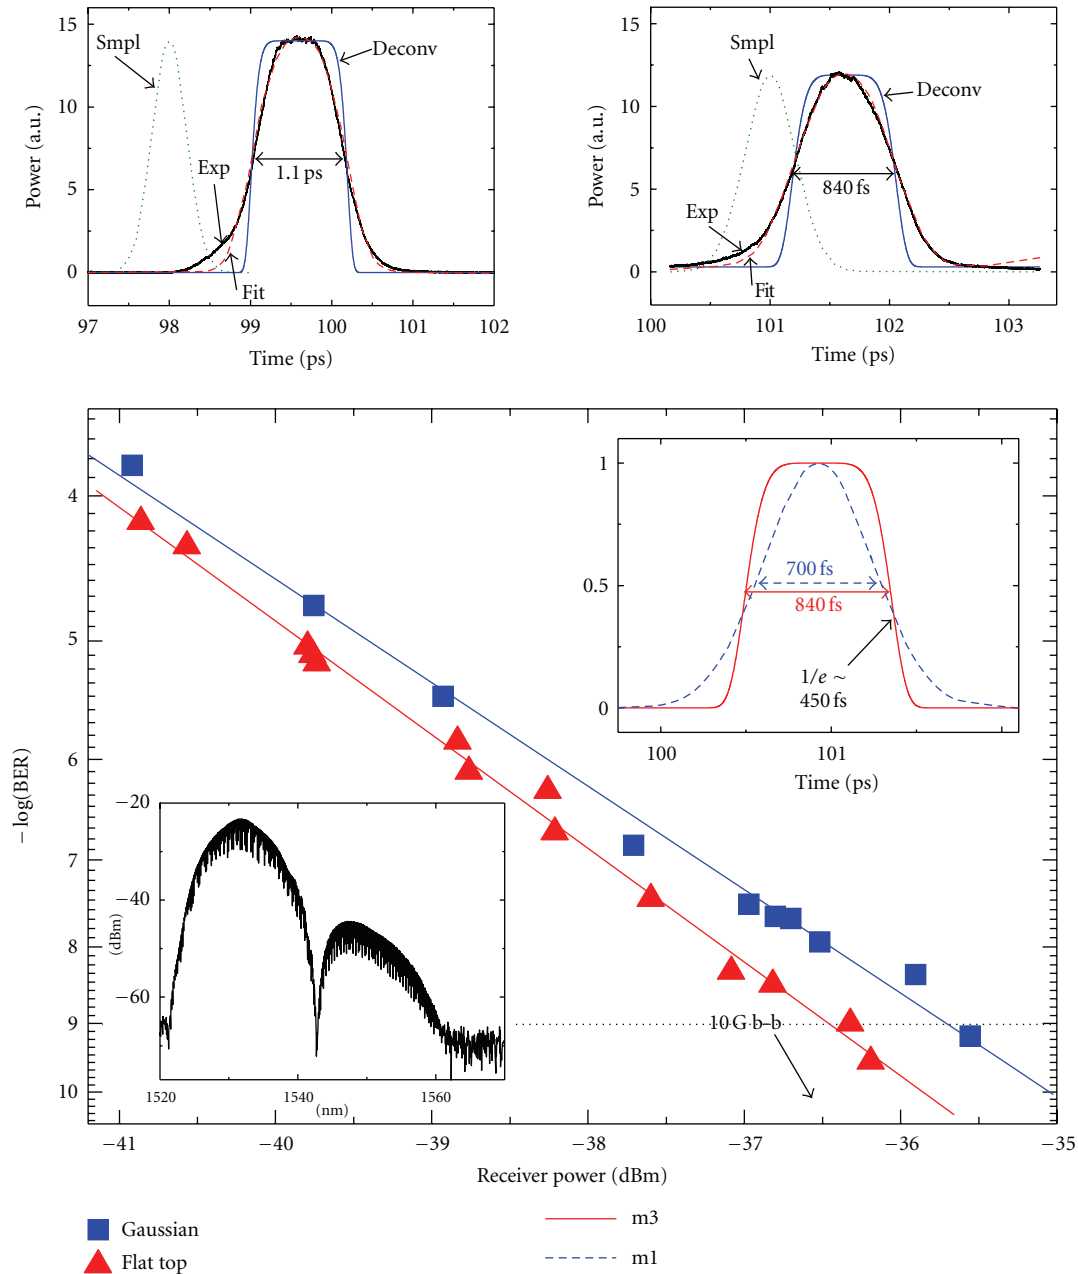 15
10
5
0
Power (a.u.)
Smpl
Deconv
Exp
1.1 ps
Fit
97
98
99
100
101
102
Time (ps)
15
10
5
0
Power (a.u.)
Smpl
Deconv
Exp
840 fs
Fit
100
101
102
103
Time (ps)
4
5
6
7
8
9
10
− log(BER)
1
0.5
0
700 fs
840 fs
1/e ~
450 fs
100
101
Time (ps)
−20
−40
−60
(dBm)
1520
1540
1560
(nm)
10 G b-b
−41
−40
−39
−38
−37
−36
−35
Receiver power (dBm)
Gaussian
Flat top
m3
m1